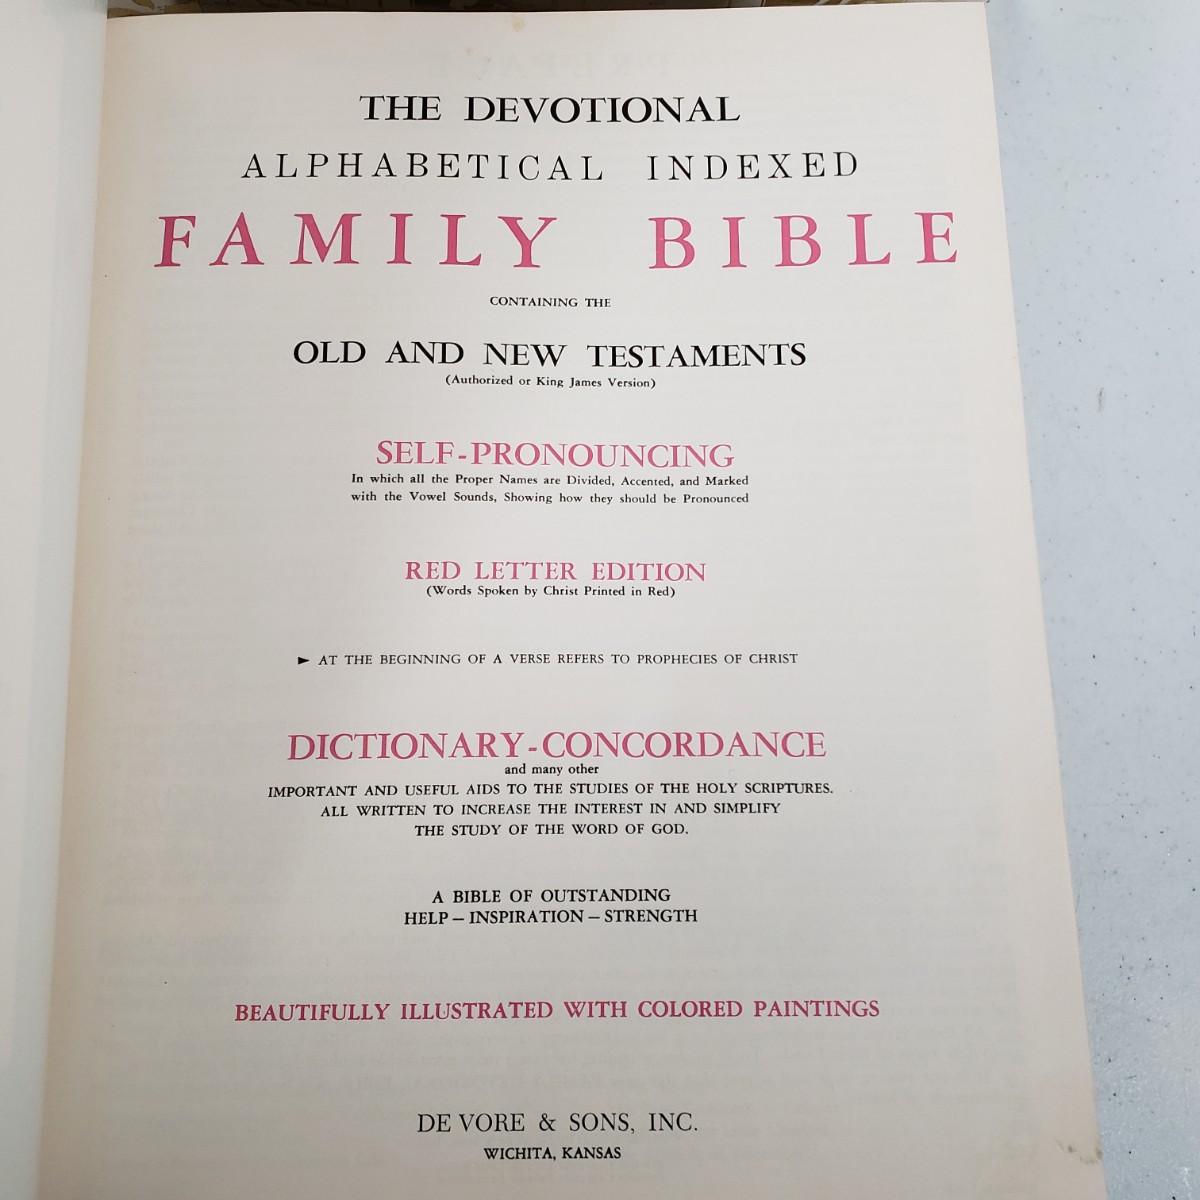 THE DEVOTIONAL
ALPHABETICAL INDEXED
FAMILY BIBLE
CONTAINING THE
OLD AND NEW TESTAMENTS
(Authorized or King James Version)
SELF-PRONOUNCING
In which all the Proper Names are Divided, Accented, and Marked
with the Vowel Sounds, Showing how they should be Pronounced
RED LETTER EDITION
(Words Spoken by Christ Printed in Red)
► AT THE BEGINNING OF A VERSE REFERS TO PROPHECIES OF CHRIST
DICTIONARY-CONCORDANCE
and many other
IMPORTANT AND USEFUL AIDS TO THE STUDIES OF THE HOLY SCRIPTURES.
ALL WRITTEN TO INCREASE THE INTEREST IN AND SIMPLIFY
THE STUDY OF THE WORD OF GOD.
A BIBLE OF OUTSTANDING
HELP – INSPIRATION – STRENGTH
BEAUTIFULLY ILLUSTRATED WITH COLORED PAINTINGS
DE VORE & SONS, INC.
WICHITA, KANSAS